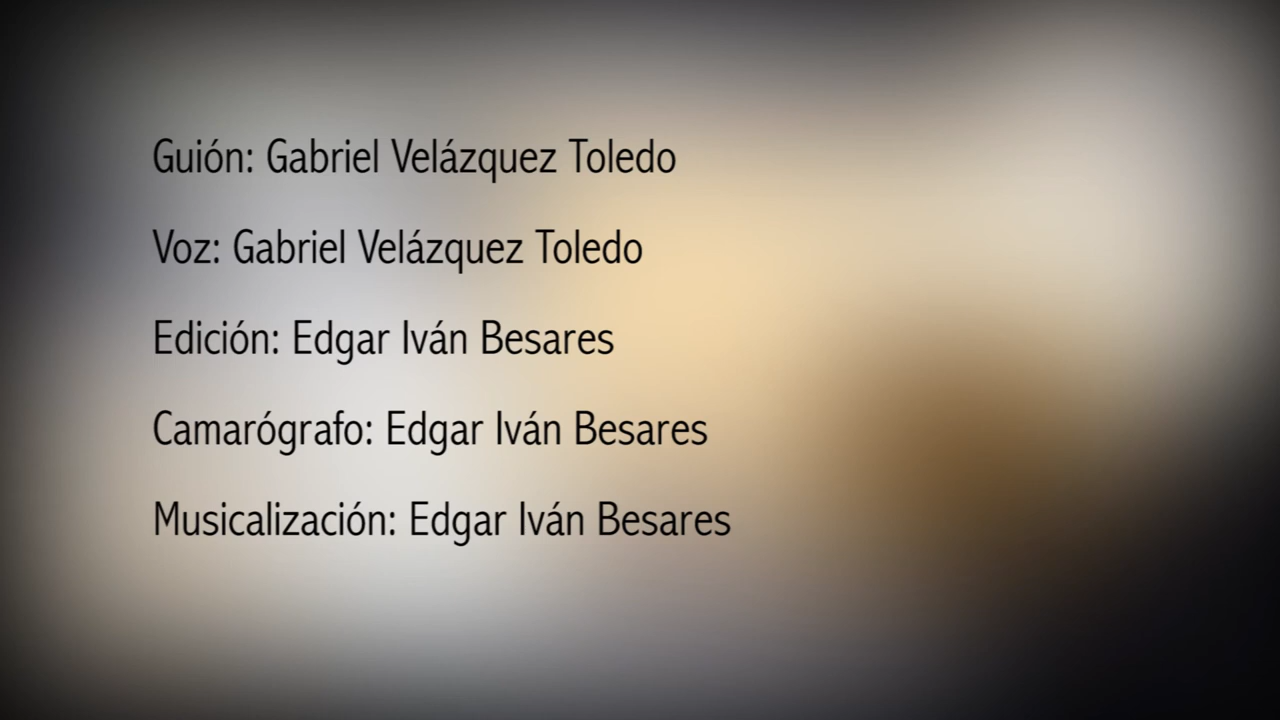 Guión: Gabriel Velázquez Toledo
Voz: Gabriel Velázquez Toledo
Edición: Edgar Iván Besares
Camarógrafo: Edgar Iván Besares
Musicalización: Edgar Iván Besares